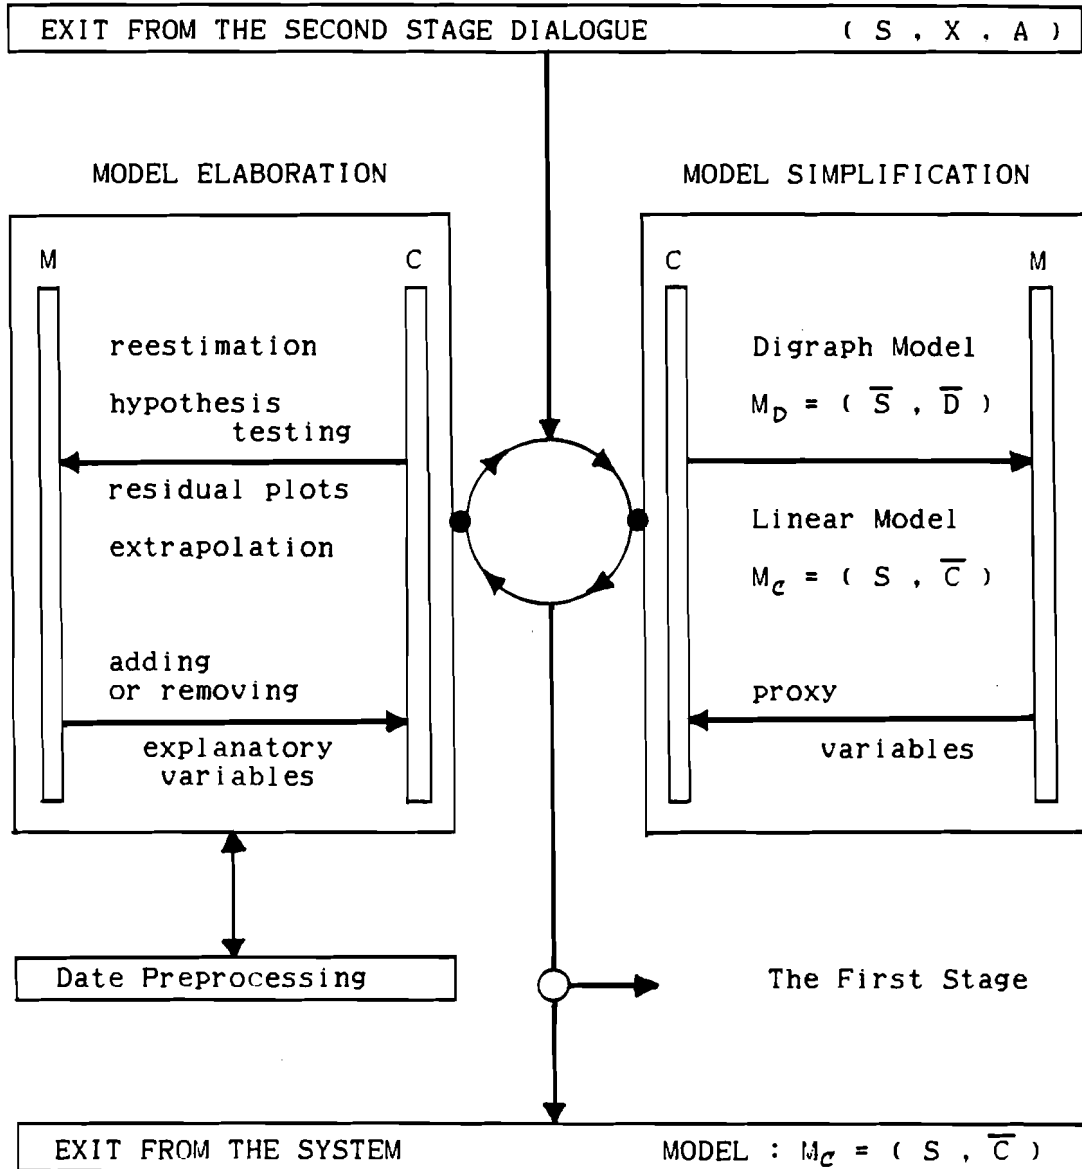 EXIT FROM THE SECOND STAGE DIALOGUE ( S , X , A )
MODEL ELABORATION
M C
reestimation
hypothesis
testing
residual plots
extrapolation
adding
or removing
explanatory
variables
MODEL SIMPLIFICATION
C M
Digraph Model
M_D = ( S̅ , D̅ )
Linear Model
M_C = ( S , C̅ )
proxy
variables
Date Preprocessing
The First Stage
EXIT FROM THE SYSTEM MODEL : M_C = ( S , C̅ )